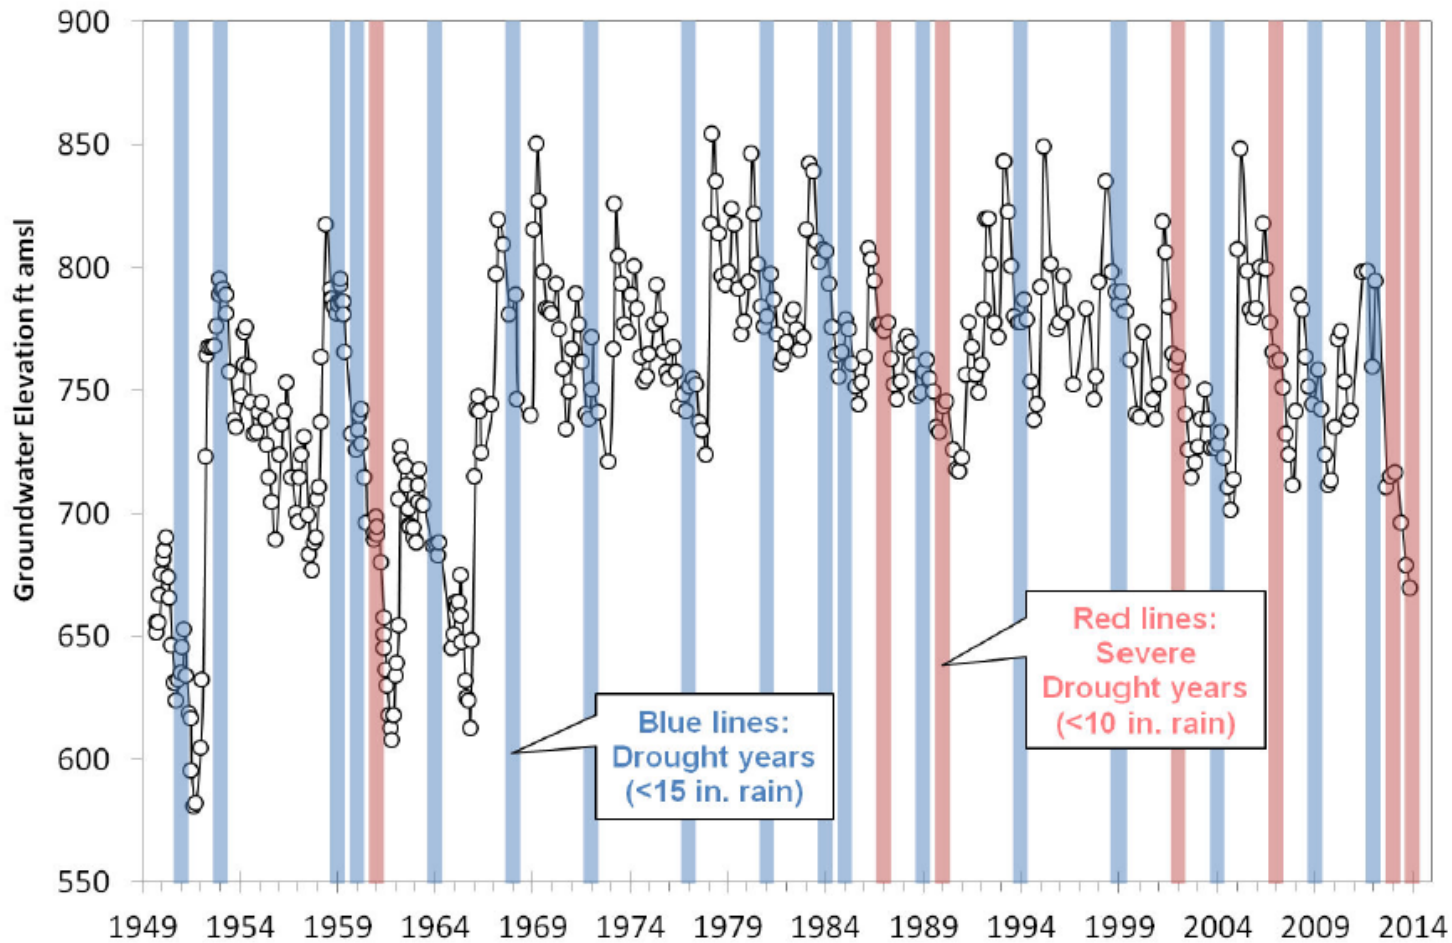 900
850
800
750
700
650
600
550
Groundwater Elevation ft amsl
Red lines:
Severe
Drought years
(<10 in. rain)
Blue lines:
Drought years
(<15 in. rain)
1949 1954 1959 1964 1969 1974 1979 1984 1989 1994 1999 2004 2009 2014